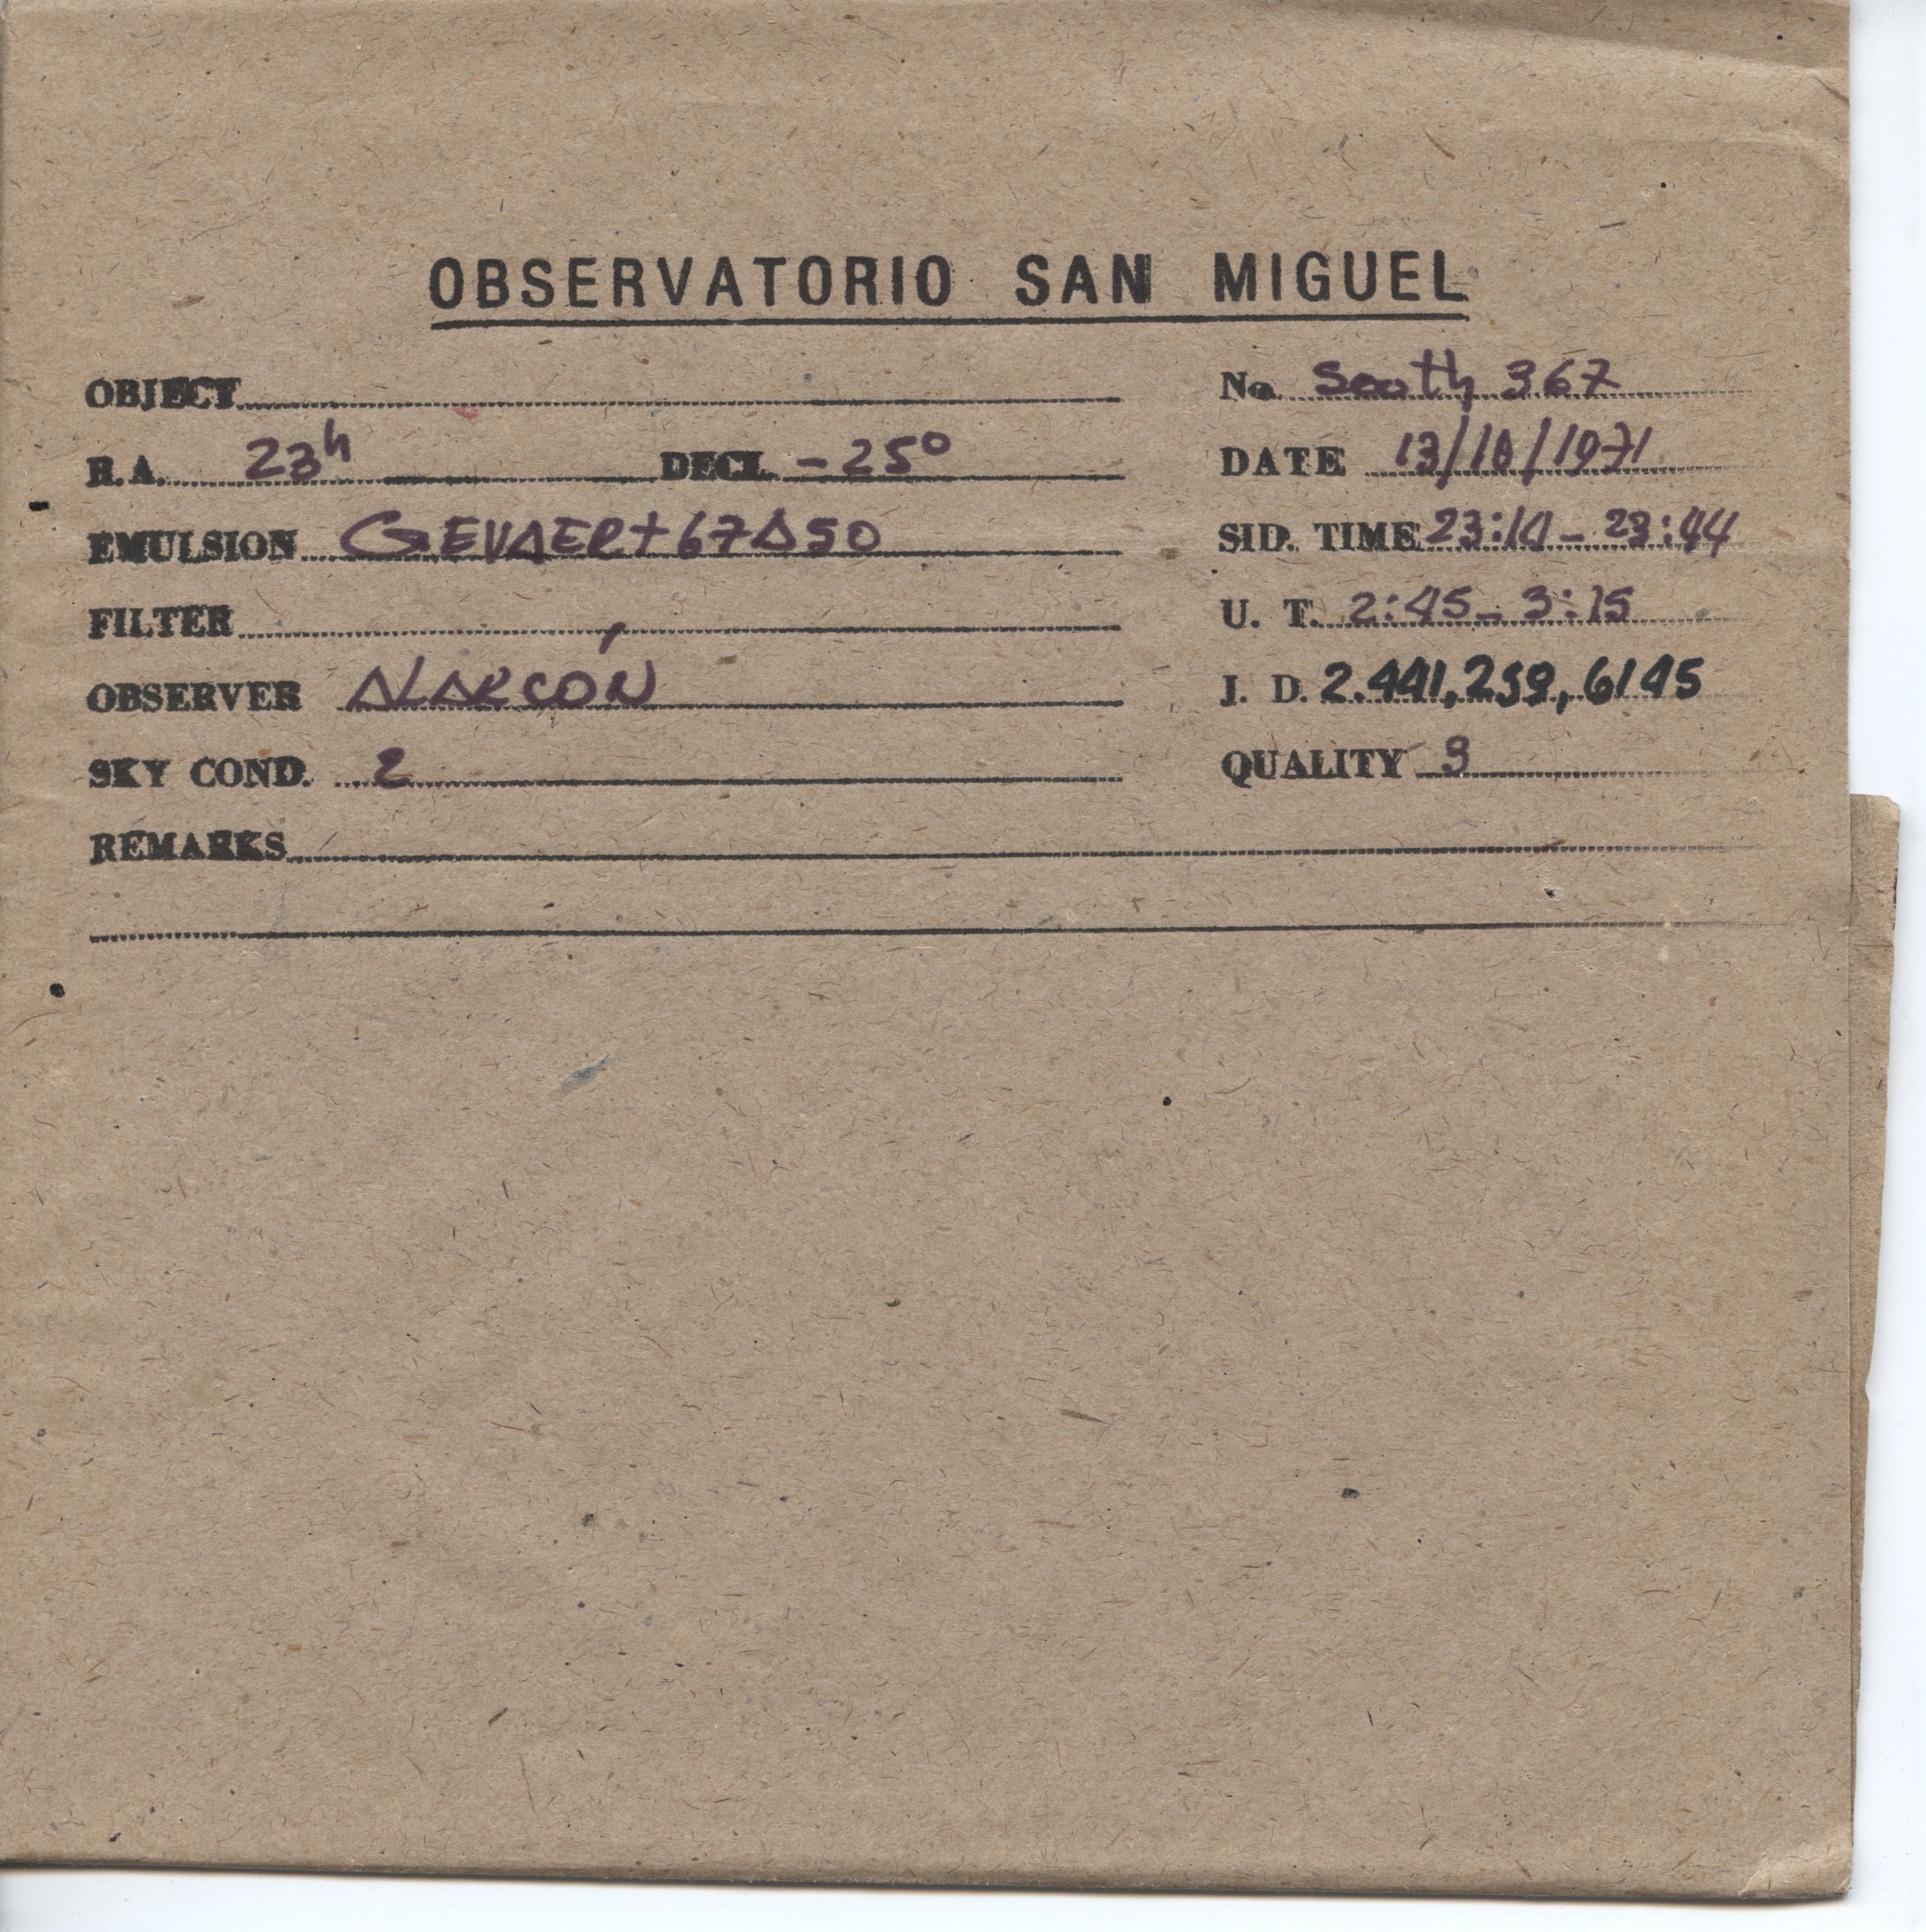 OBSERVATORIO SAN MIGUEL
OBJECT No. South 367
R.A. 23h DECL. -25° DATE 13/10/1971
EMULSION GEVAERT 67A50 SID. TIME 23:14 - 23:44
FILTER U. T. 2:45 - 3:15
OBSERVER ALARCÓN J. D. 2.441,259,6145
SKY COND. 2 QUALITY 3
REMARKS